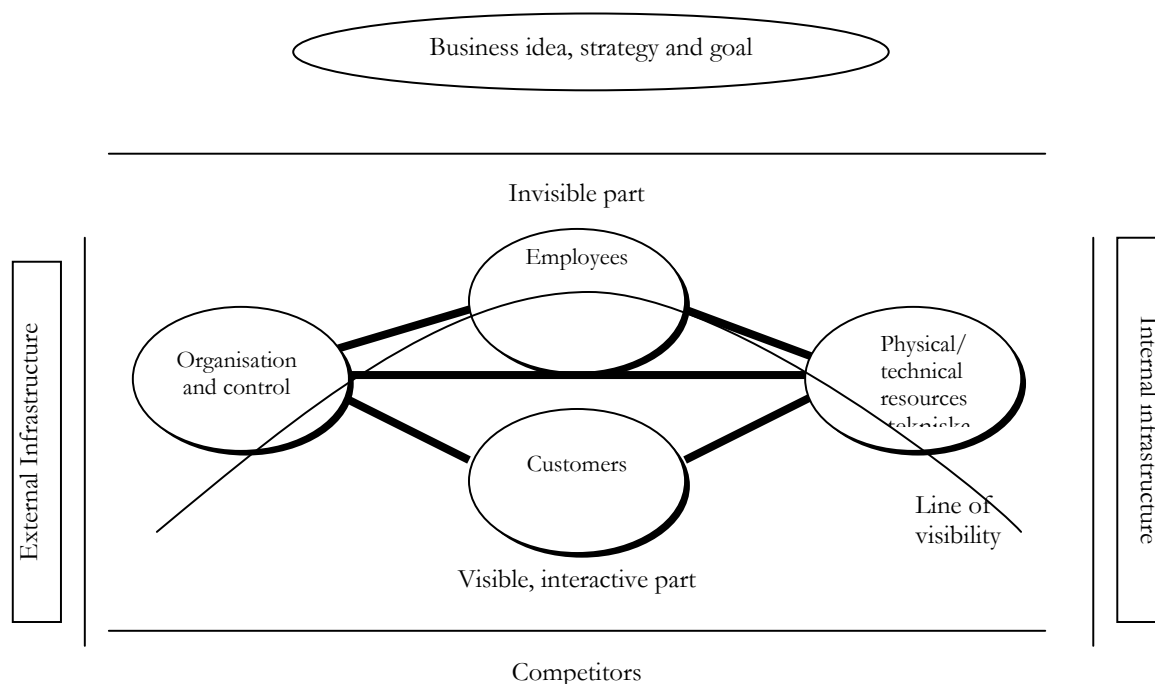 Business idea, strategy and goal
Invisible part
Employees
Organisation
and control
Physical/
technical
resources
Customers
Line of
visibility
Visible, interactive part
Competitors
External Infrastructure
Internal infrastructure